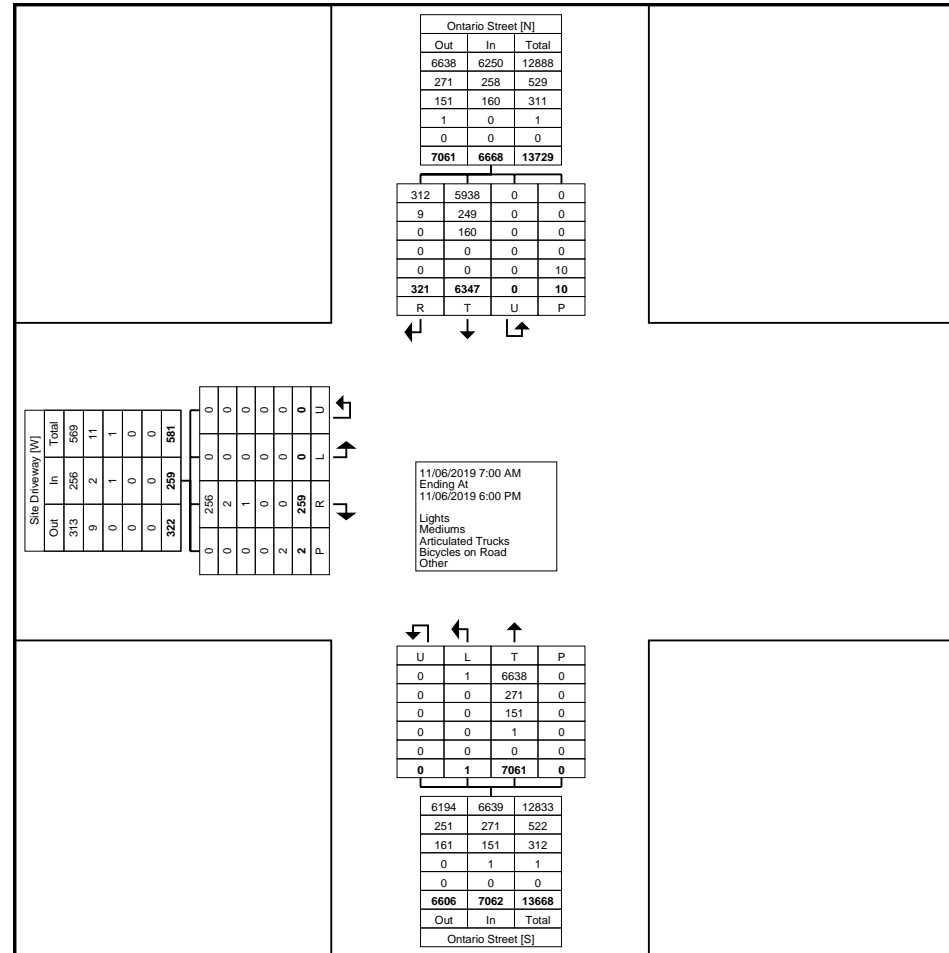 Ontario Street [N]
Out In Total
6638 6250 12888
271 258 529
151 160 311
1 0 1
0 0 0
7061 6668 13729
312 5938 0 0
9 249 0 0
0 160 0 0
0 0 0 0
0 0 0 10
321 6347 0 10
R T U P
Site Driveway [W]
Out In Total
313 256 569
9 2 11
0 1 1
0 0 0
0 0 0
322 259 581
0 256 0 0
0 2 0 0
0 1 0 0
0 0 0 0
2 0 0 0
2 259 0 0
P R L U
11/06/2019 7:00 AM
Ending At
11/06/2019 6:00 PM
Lights
Mediums
Articulated Trucks
Bicycles on Road
Other
U L T P
0 1 6638 0
0 0 271 0
0 0 151 0
0 0 1 0
0 0 0 0
0 1 7061 0
6194 6639 12833
251 271 522
161 151 312
0 1 1
0 0 0
6606 7062 13668
Out In Total
Ontario Street [S]